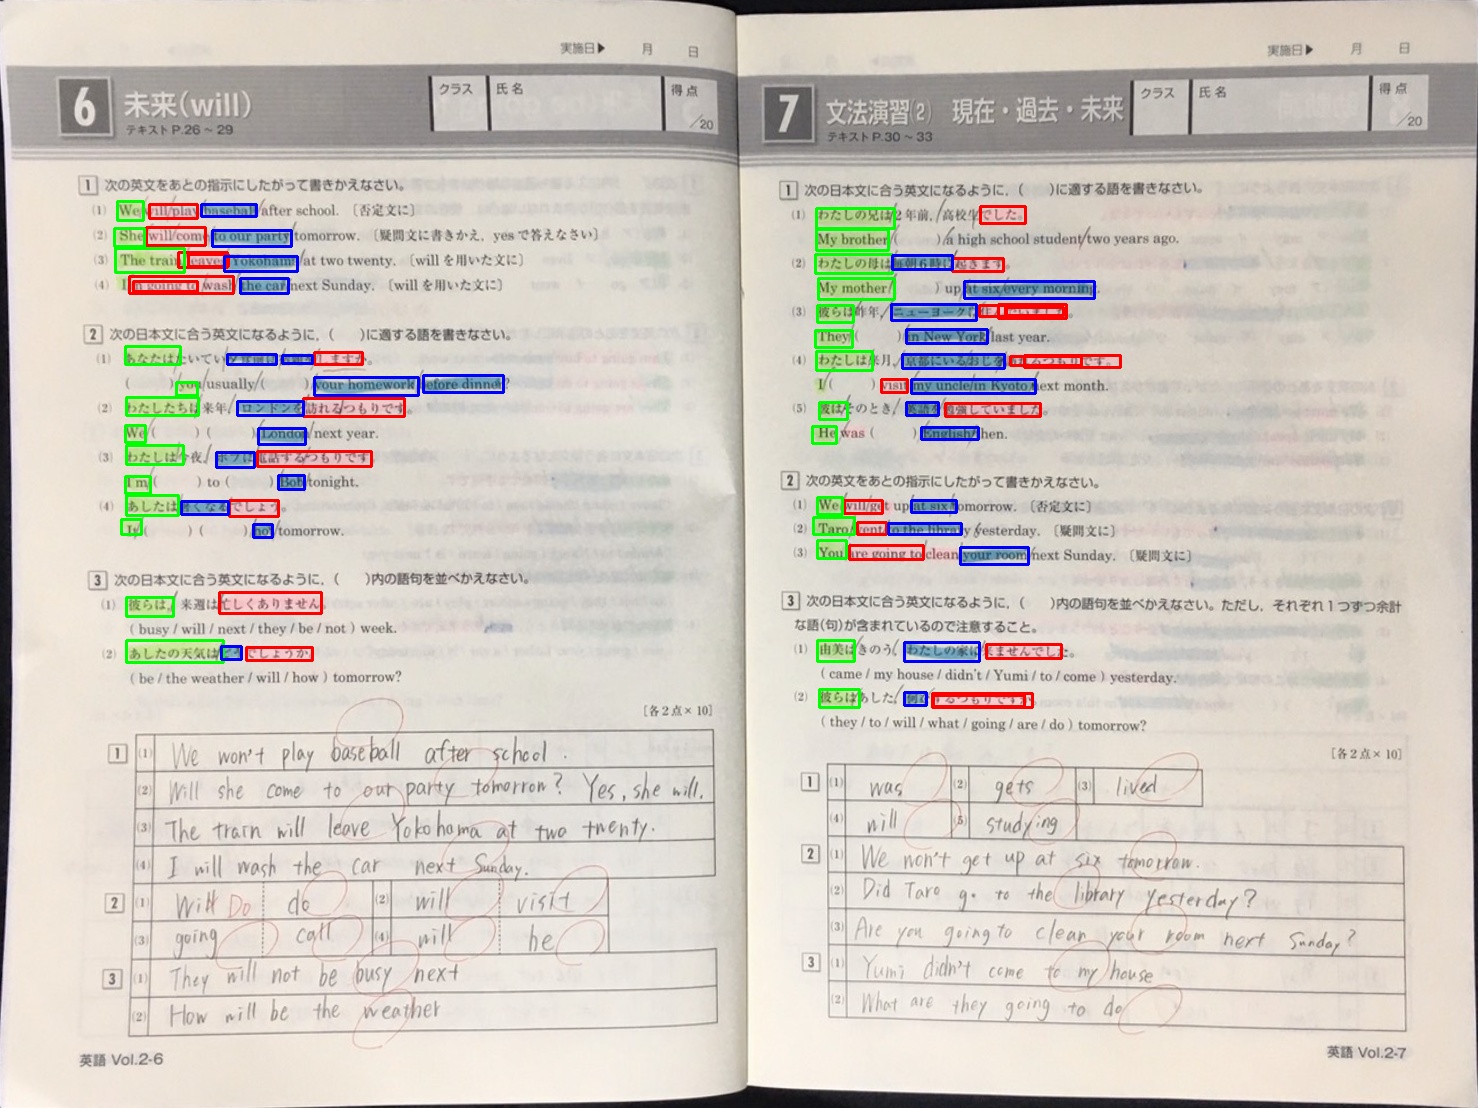 実施日▶ 月 日
6 未来(will)
テキストP.26～29
クラス 氏名 得点 /20
1 次の英文をあとの指示にしたがって書きかえなさい。
(1) We will/play baseball/after school. 〔否定文に〕
(2) She will/come to our party/tomorrow. 〔疑問文に書きかえ，yesで答えなさい〕
(3) The train leaves Yokohama/at two twenty. 〔willを用いた文に〕
(4) I'm going to/wash the car/next Sunday. 〔willを用いた文に〕
2 次の日本文に合う英文になるように，( )に適する語を書きなさい。
(1) あなたはたいてい夕食前に宿題をしますか。
( ) you/usually/( ) your homework before dinner?
(2) わたしたちは来年，ロンドンを訪れるつもりです。
We ( ) ( ) London/next year.
(3) わたしは今夜，ボブに電話するつもりです。
I'm ( ) to ( ) Bob/tonight.
(4) あしたは暑くなるでしょう。
It ( ) ( ) hot/tomorrow.
3 次の日本文に合う英文になるように，( )内の語句を並べかえなさい。
(1) 彼らは，来週は忙しくありません。
( busy / will / next / they / be / not ) week.
(2) あしたの天気はどうでしょうか。
( be / the weather / will / how ) tomorrow?
[各2点×10]
1 (1) We won't play baseball after school.
(2) Will she come to our party tomorrow? Yes, she will.
(3) The train will leave Yokohama at two twenty.
(4) I will wash the car next Sunday.
2 (1) Will Do do (2) will visit
(3) going call (4) will be
3 (1) They will not be busy next
(2) How will be the weather
英語 Vol.2-6
実施日▶ 月 日
7 文法演習(2) 現在・過去・未来
テキストP.30～33
クラス 氏名 得点 /20
1 次の日本文に合う英文になるように，( )に適する語を書きなさい。
(1) わたしの兄は/2年前，/高校生でした。
My brother ( )/a high school student/two years ago.
(2) わたしの母は毎朝6時に起きます。
My mother ( ) up at six/every morning.
(3) 彼らは昨年，ニューヨークに住んでいました。
They ( ) in New York/last year.
(4) わたしは来月，京都にいるおじを訪ねるつもりです。
I ( ) visit my uncle/in Kyoto/next month.
(5) 彼はそのとき，英語を勉強していました。
He was ( ) English/then.
2 次の英文をあとの指示にしたがって書きかえなさい。
(1) We will/get up at six/tomorrow. 〔否定文に〕
(2) Taro/went to the library yesterday. 〔疑問文に〕
(3) You are going to clean your room next Sunday. 〔疑問文に〕
3 次の日本文に合う英文になるように，( )内の語句を並べかえなさい。ただし，それぞれ1つずつ余計
な語(句)が含まれているので注意すること。
(1) 由美はきのう，わたしの家に来ませんでした。
( came / my house / didn't / Yumi / to / come ) yesterday.
(2) 彼らはあした，何をするつもりですか。
( they / to / will / what / going / are / do ) tomorrow?
[各2点×10]
1 (1) was (2) gets (3) lived
(4) will (5) studying
2 (1) We won't get up at six tomorrow.
(2) Did Taro go to the library yesterday?
(3) Are you going to clean your room next Sunday?
3 (1) Yumi didn't come to my house
(2) What are they going to do
英語 Vol.2-7